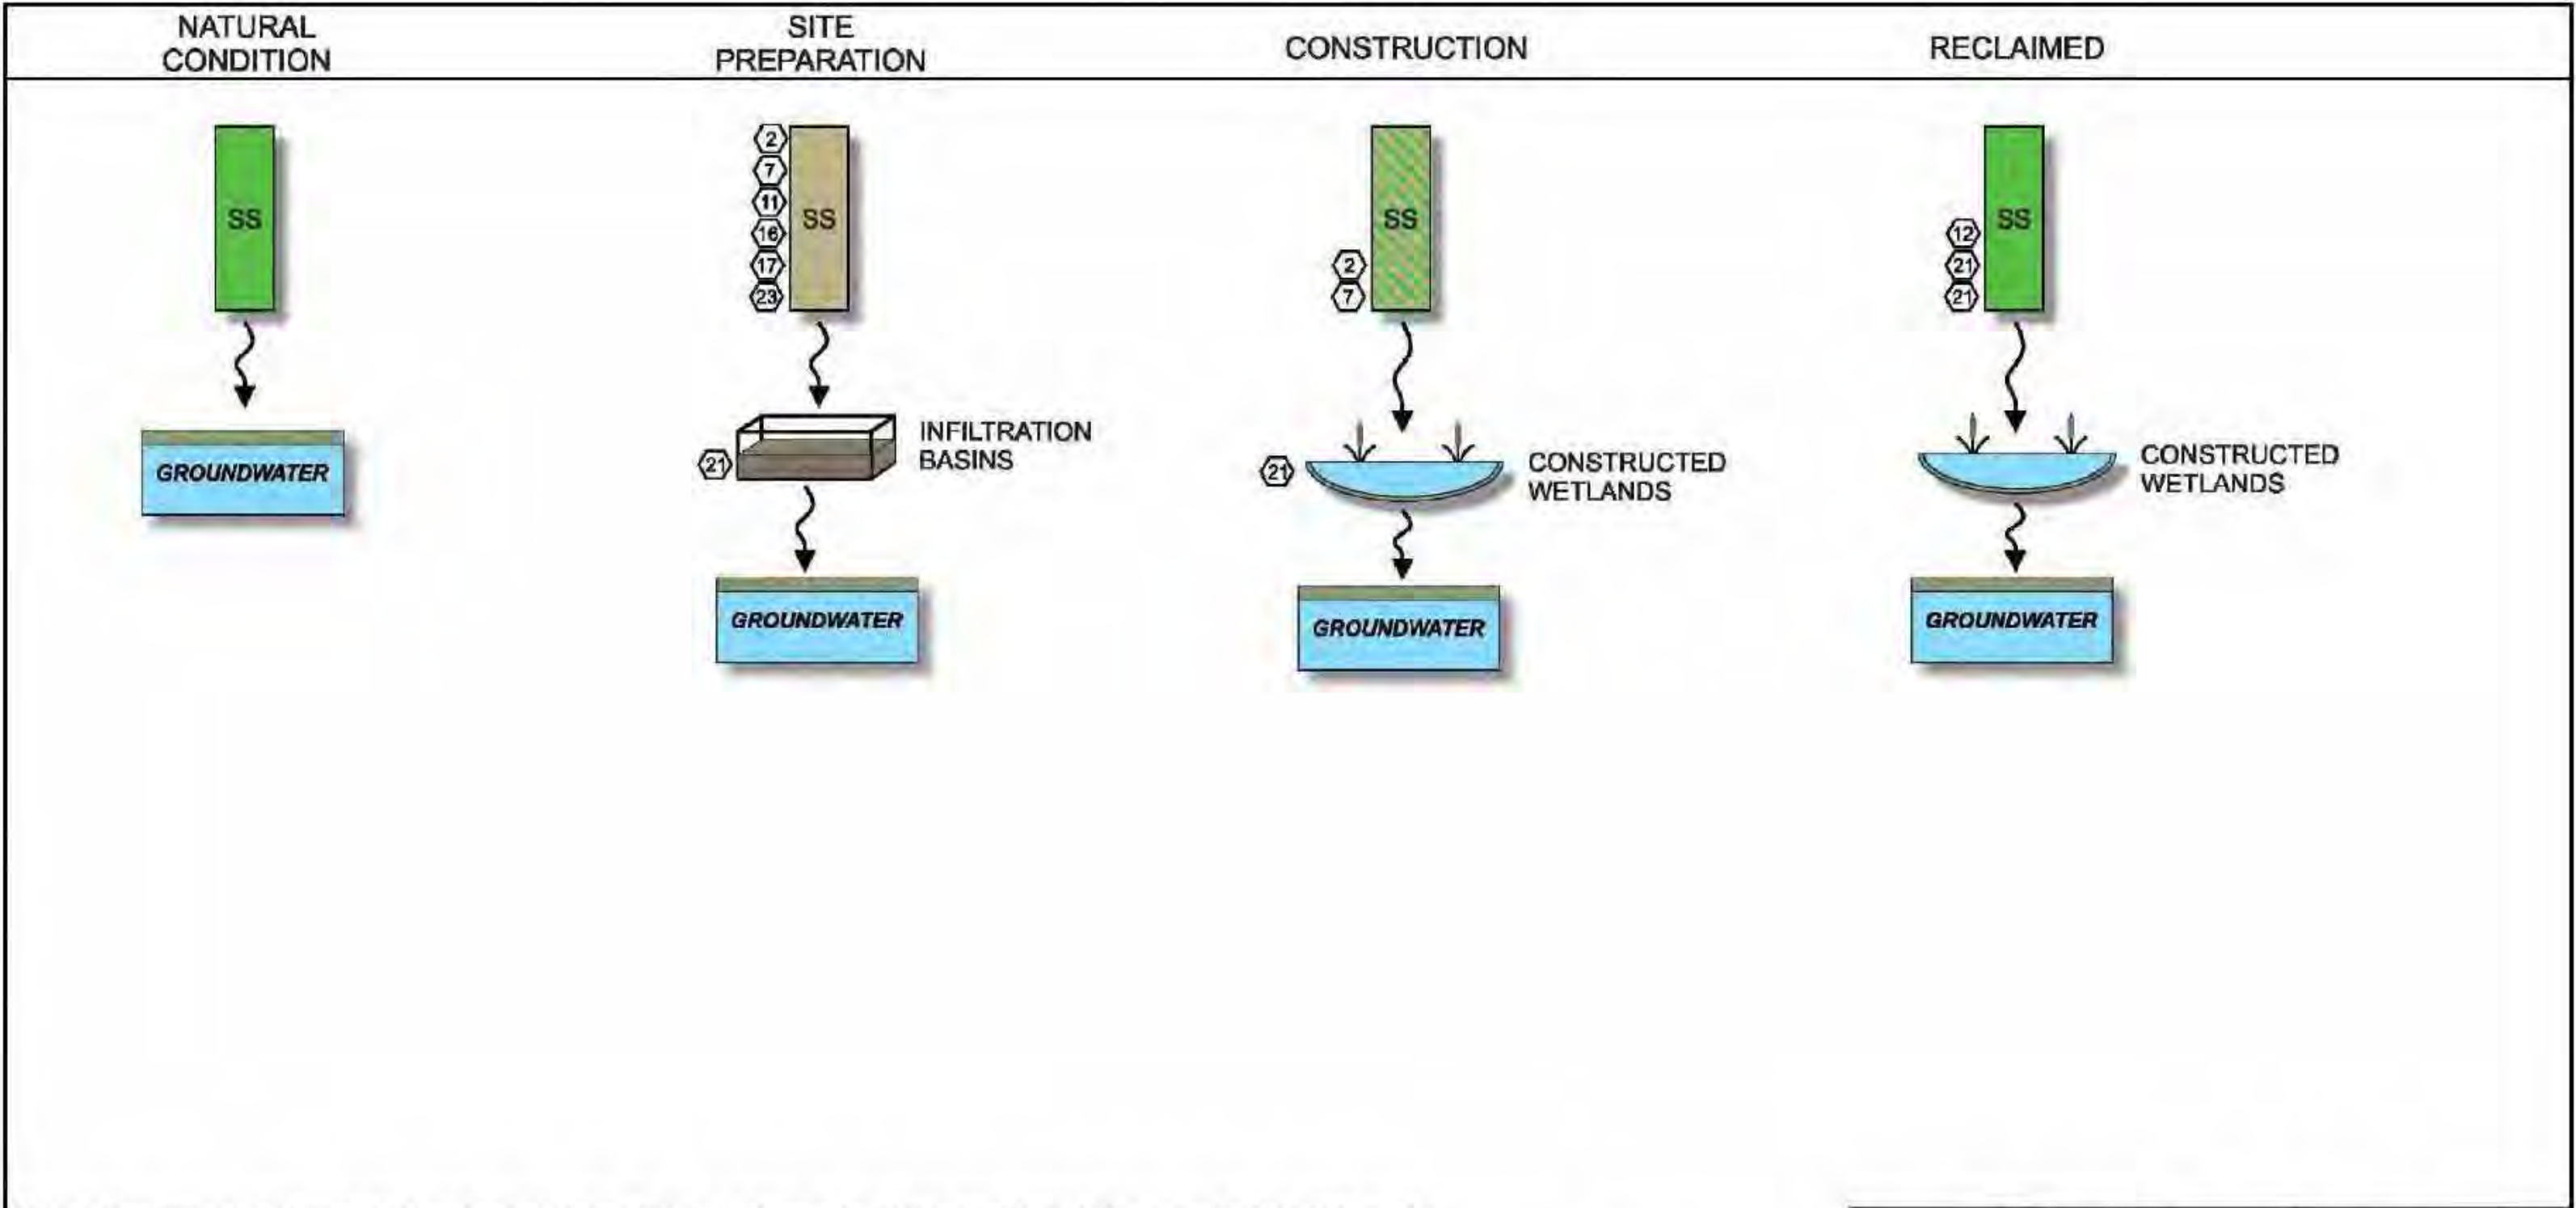 NATURAL
CONDITION
SITE
PREPARATION
CONSTRUCTION
RECLAIMED
SS
GROUNDWATER
2
7
11
16
17
23
SS
21
INFILTRATION
BASINS
GROUNDWATER
SS
2
7
21
CONSTRUCTED
WETLANDS
GROUNDWATER
SS
12
21
21
CONSTRUCTED
WETLANDS
GROUNDWATER